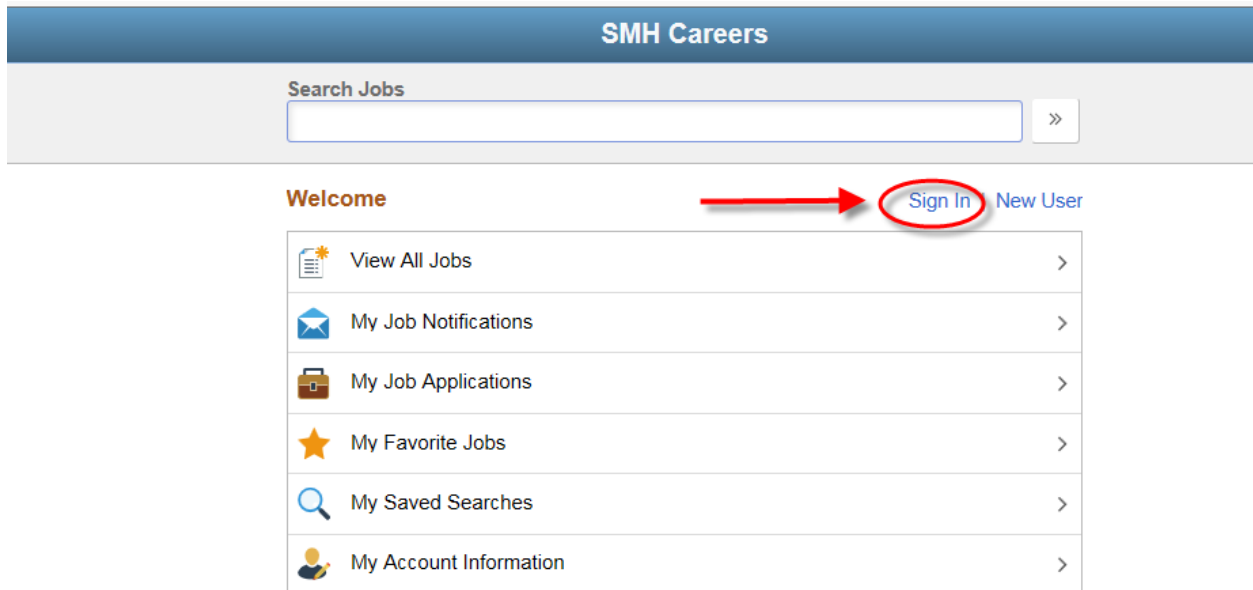 SMH Careers
Search Jobs
Welcome
Sign In | New User
View All Jobs
My Job Notifications
My Job Applications
My Favorite Jobs
My Saved Searches
My Account Information